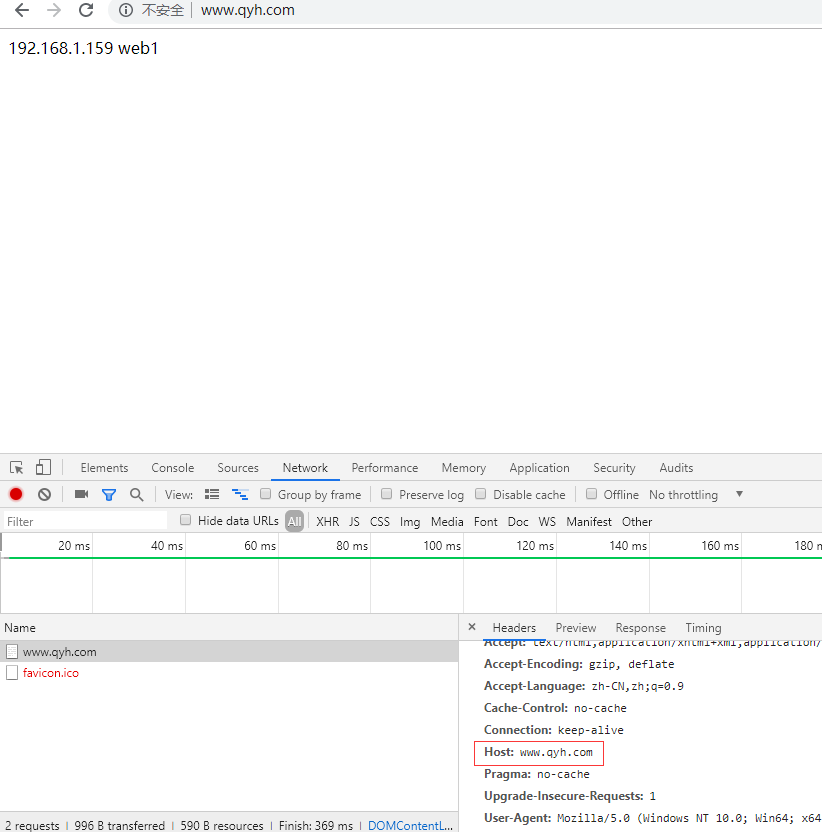 不安全 www.qyh.com
192.168.1.159 web1
Elements Console Sources Network Performance Memory Application Security Audits
View: Group by frame Preserve log Disable cache Offline No throttling ▼
Filter Hide data URLs All XHR JS CSS Img Media Font Doc WS Manifest Other
20 ms 40 ms 60 ms 80 ms 100 ms 120 ms 140 ms 160 ms 180 m
Name × Headers Preview Response Timing
www.qyh.com
favicon.ico
Accept: text/html,application/xhtml+xml,application/
Accept-Encoding: gzip, deflate
Accept-Language: zh-CN,zh;q=0.9
Cache-Control: no-cache
Connection: keep-alive
Host: www.qyh.com
Pragma: no-cache
Upgrade-Insecure-Requests: 1
User-Agent: Mozilla/5.0 (Windows NT 10.0; Win64; x64
2 requests 996 B transferred 590 B resources Finish: 369 ms DOMContentL...